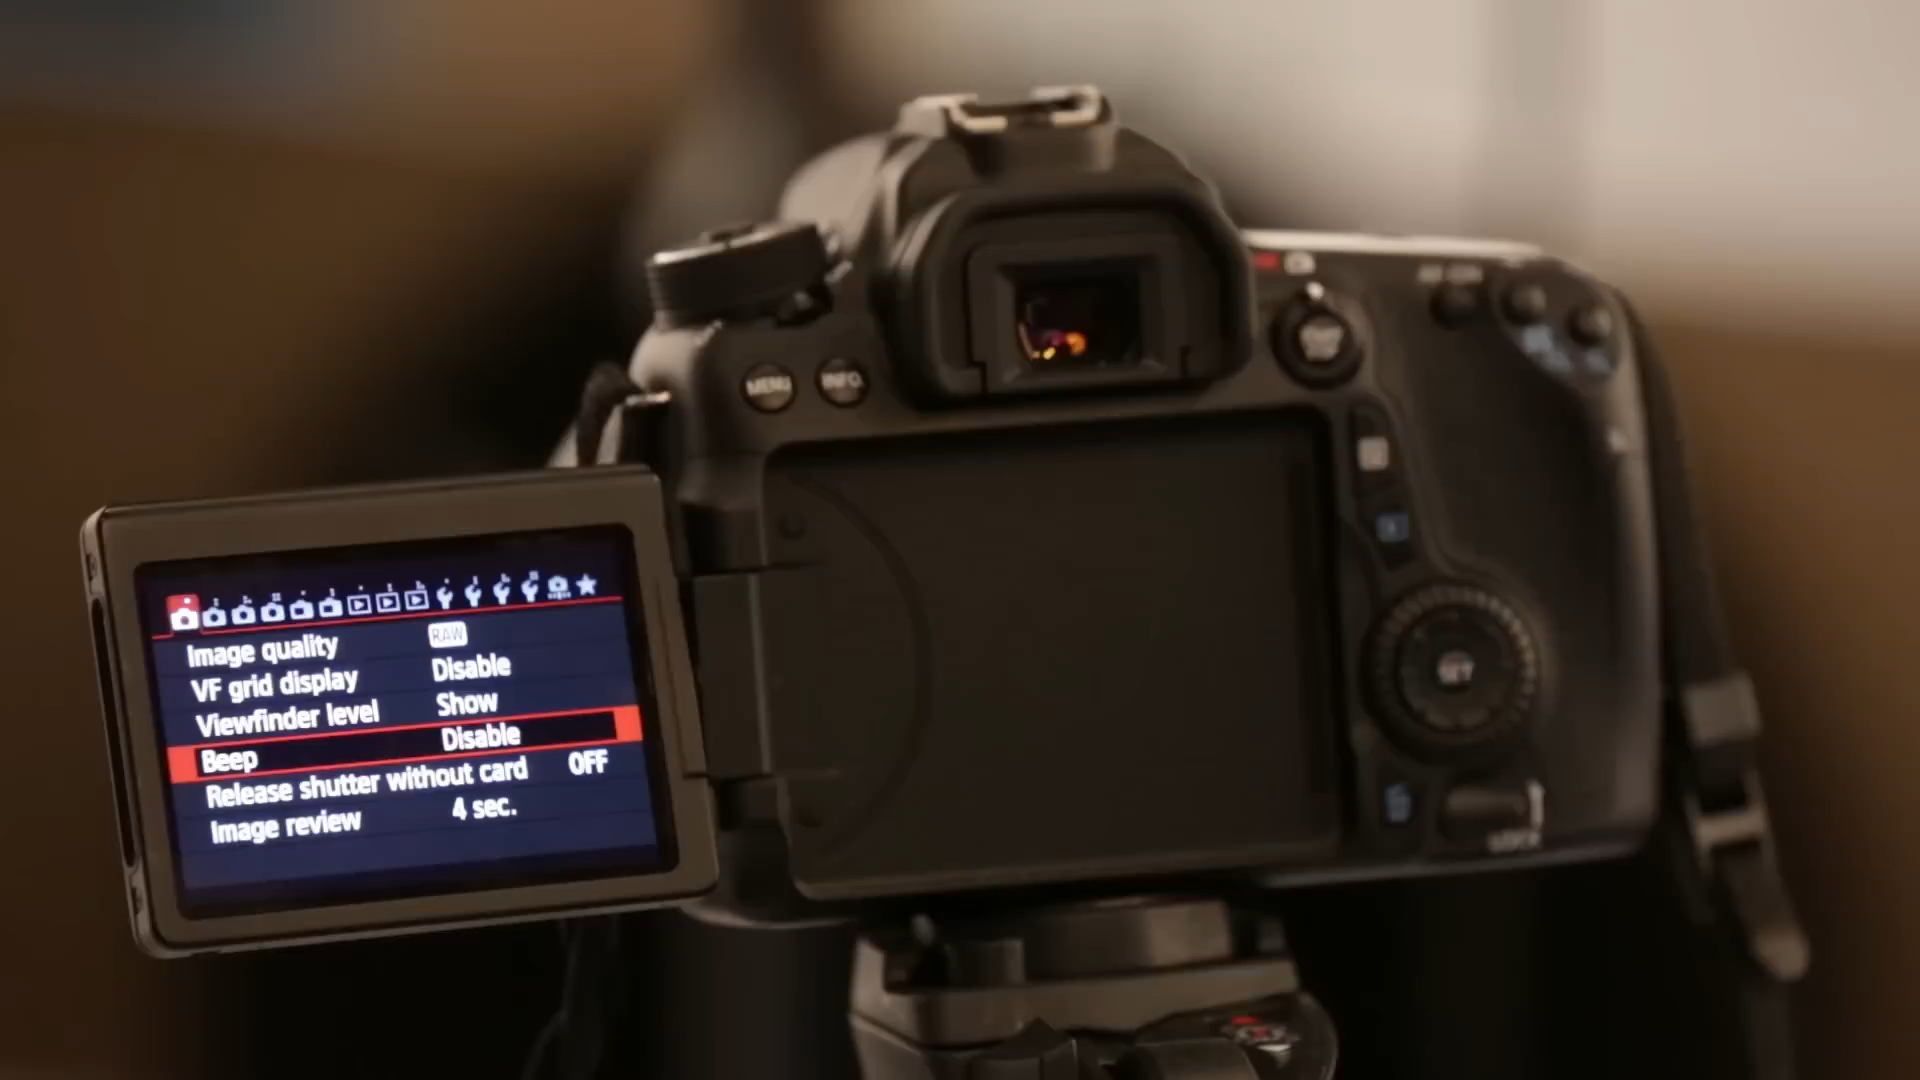 MENU INFO.
Image quality RAW
VF grid display Disable
Viewfinder level Show
Beep Disable
Release shutter without card OFF
Image review 4 sec.
SET
LOCK